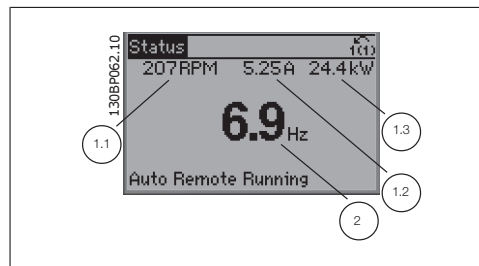 130BP062.10
Status
1(1)
207RPM 5.25A 24.4kW
6.9Hz
Auto Remote Running
1.1
1.3
1.2
2